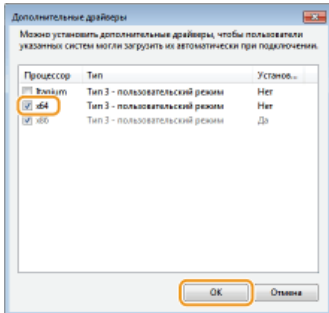 Дополнительные драйверы
Можно установить дополнительные драйверы, чтобы пользователи
указанных систем могли загрузить их автоматически при подключении.
Процессор Тип Установ...
Itanium Тип 3 - пользовательский режим Нет
x64 Тип 3 - пользовательский режим Нет
x86 Тип 3 - пользовательский режим Да
OK Отмена